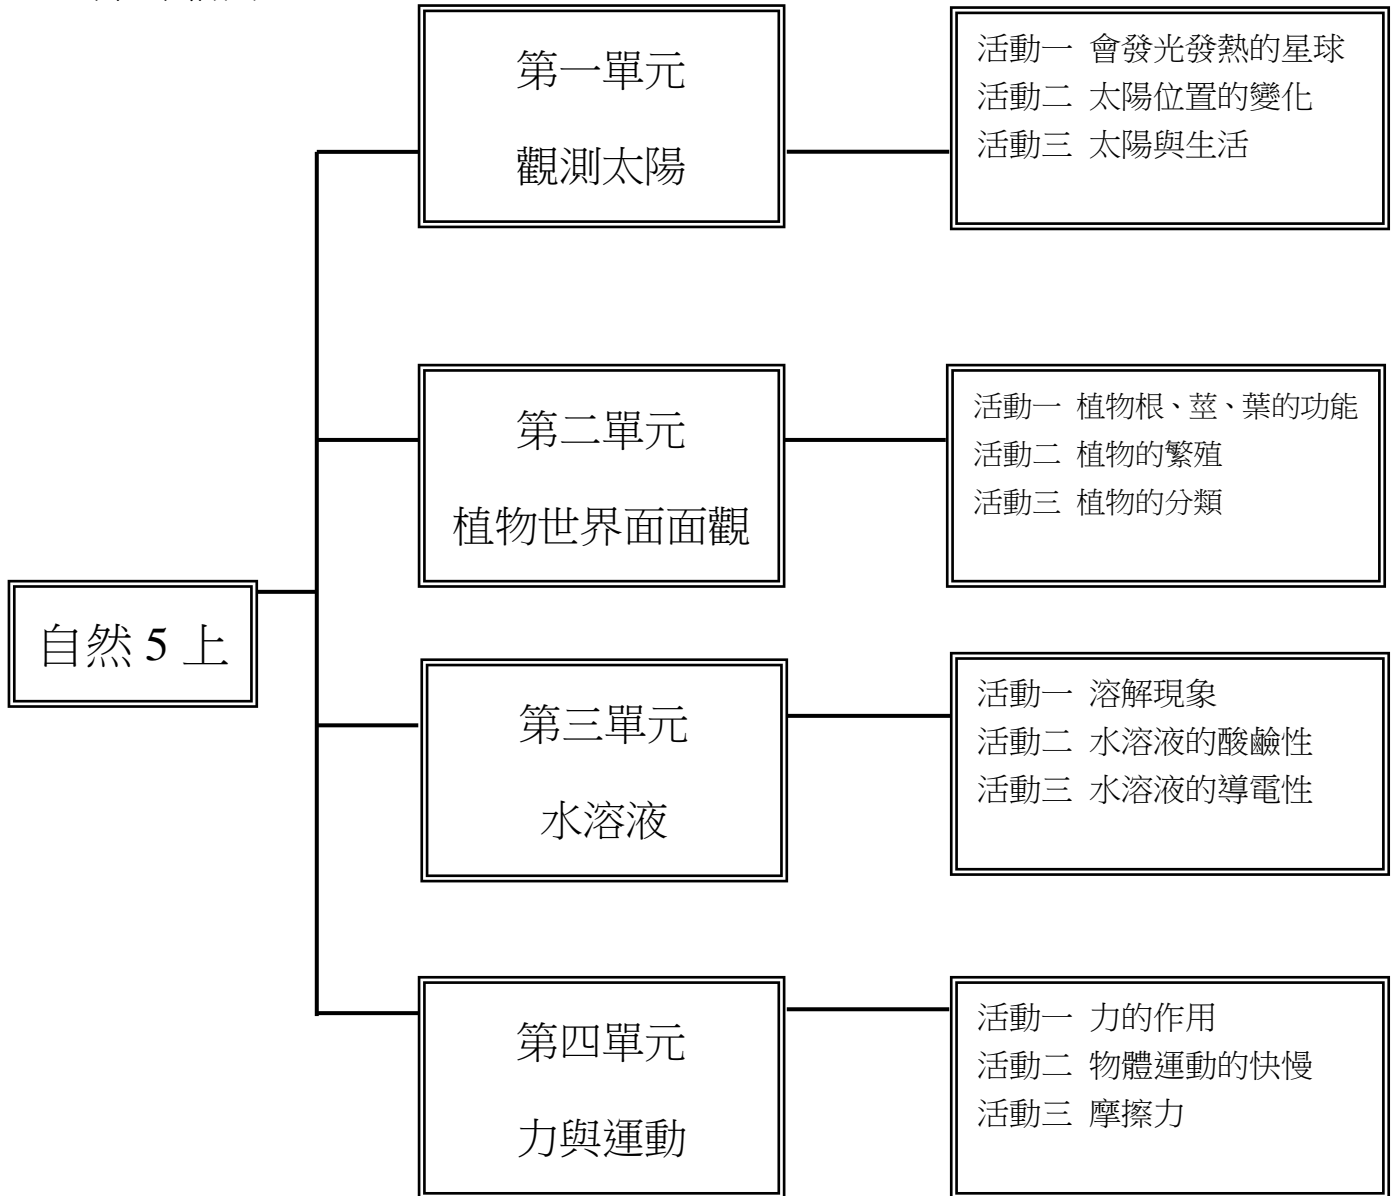 第一單元
觀測太陽
活動一 會發光發熱的星球
活動二 太陽位置的變化
活動三 太陽與生活
第二單元
植物世界面面觀
活動一 植物根、莖、葉的功能
活動二 植物的繁殖
活動三 植物的分類
自然 5 上
第三單元
水溶液
活動一 溶解現象
活動二 水溶液的酸鹼性
活動三 水溶液的導電性
第四單元
力與運動
活動一 力的作用
活動二 物體運動的快慢
活動三 摩擦力